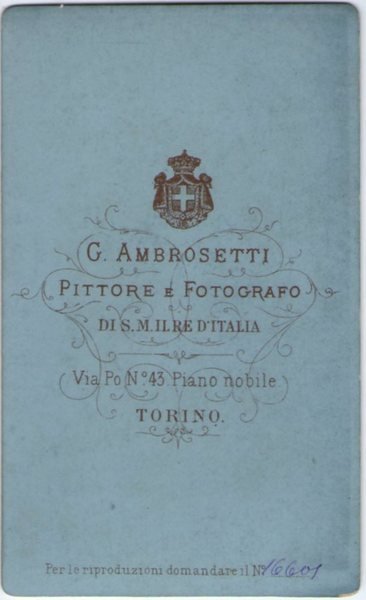 G. AMBROSETTI
PITTORE E FOTOGRAFO
DI S. M. IL RE D'ITALIA
Via Po N° 43 Piano nobile
TORINO.
Per le riproduzioni domandare il N° 16601